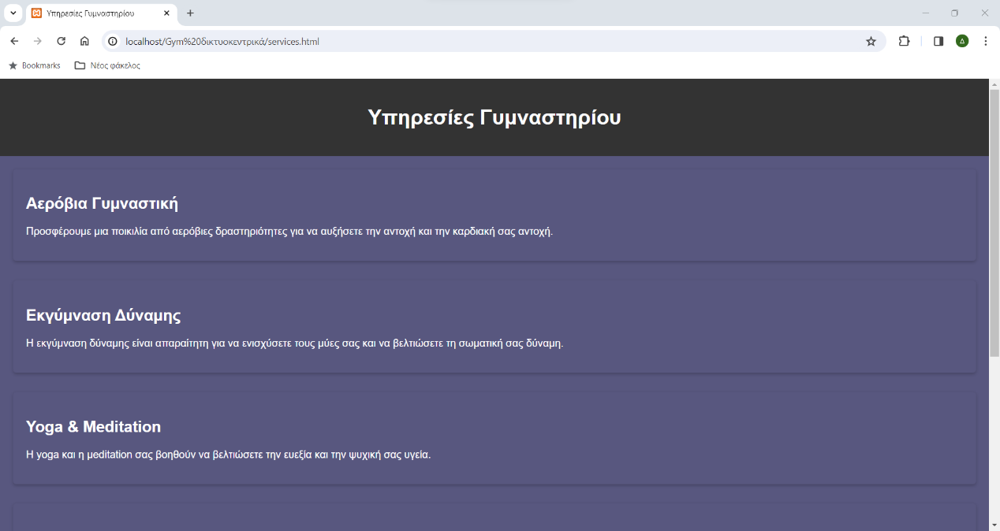 Υπηρεσίες Γυμναστηρίου
localhost/Gym%20δικτυοκεντρικά/services.html
Δ
Bookmarks Νέος φάκελος
Υπηρεσίες Γυμναστηρίου
Αερόβια Γυμναστική
Προσφέρουμε μια ποικιλία από αερόβιες δραστηριότητες για να αυξήσετε την αντοχή και την καρδιακή σας αντοχή.
Εκγύμναση Δύναμης
Η εκγύμναση δύναμης είναι απαραίτητη για να ενισχύσετε τους μύες σας και να βελτιώσετε τη σωματική σας δύναμη.
Yoga & Meditation
Η yoga και η μeditation σας βοηθούν να βελτιώσετε την ευεξία και την ψυχική σας υγεία.